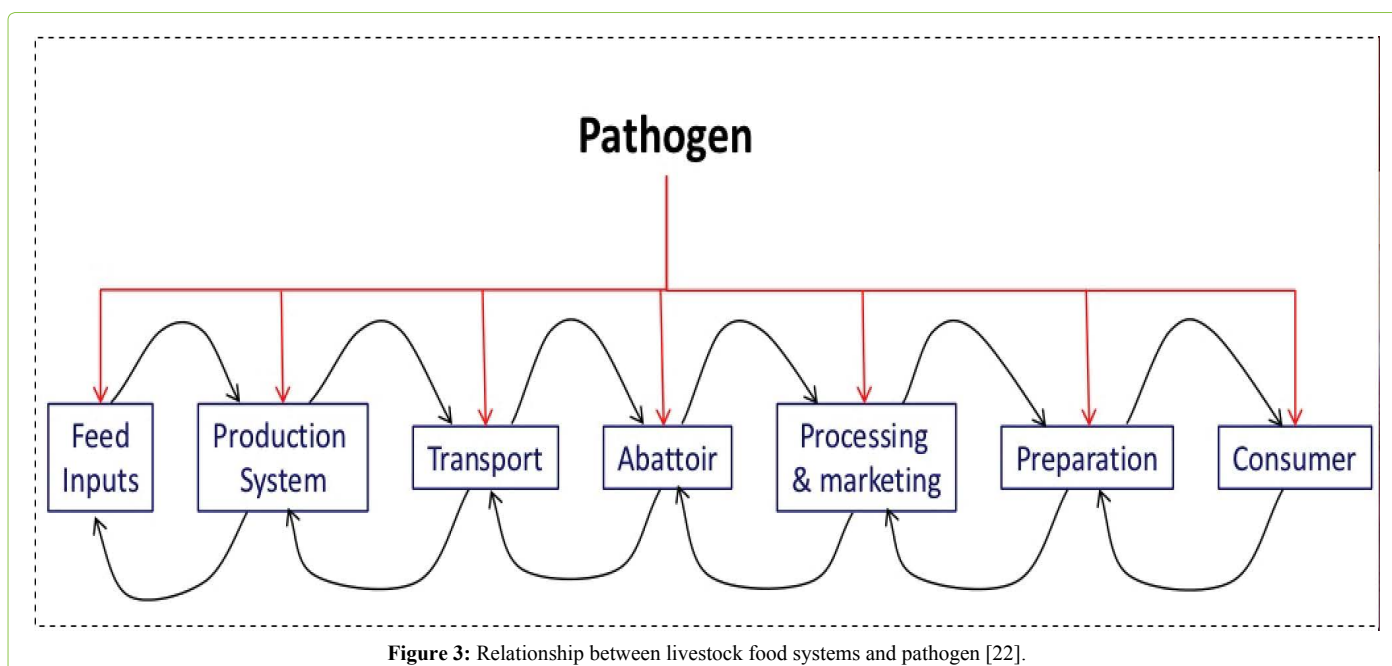 Pathogen
Feed
Inputs
Production
System
Transport
Abattoir
Processing
& marketing
Preparation
Consumer
Figure 3: Relationship between livestock food systems and pathogen [22].